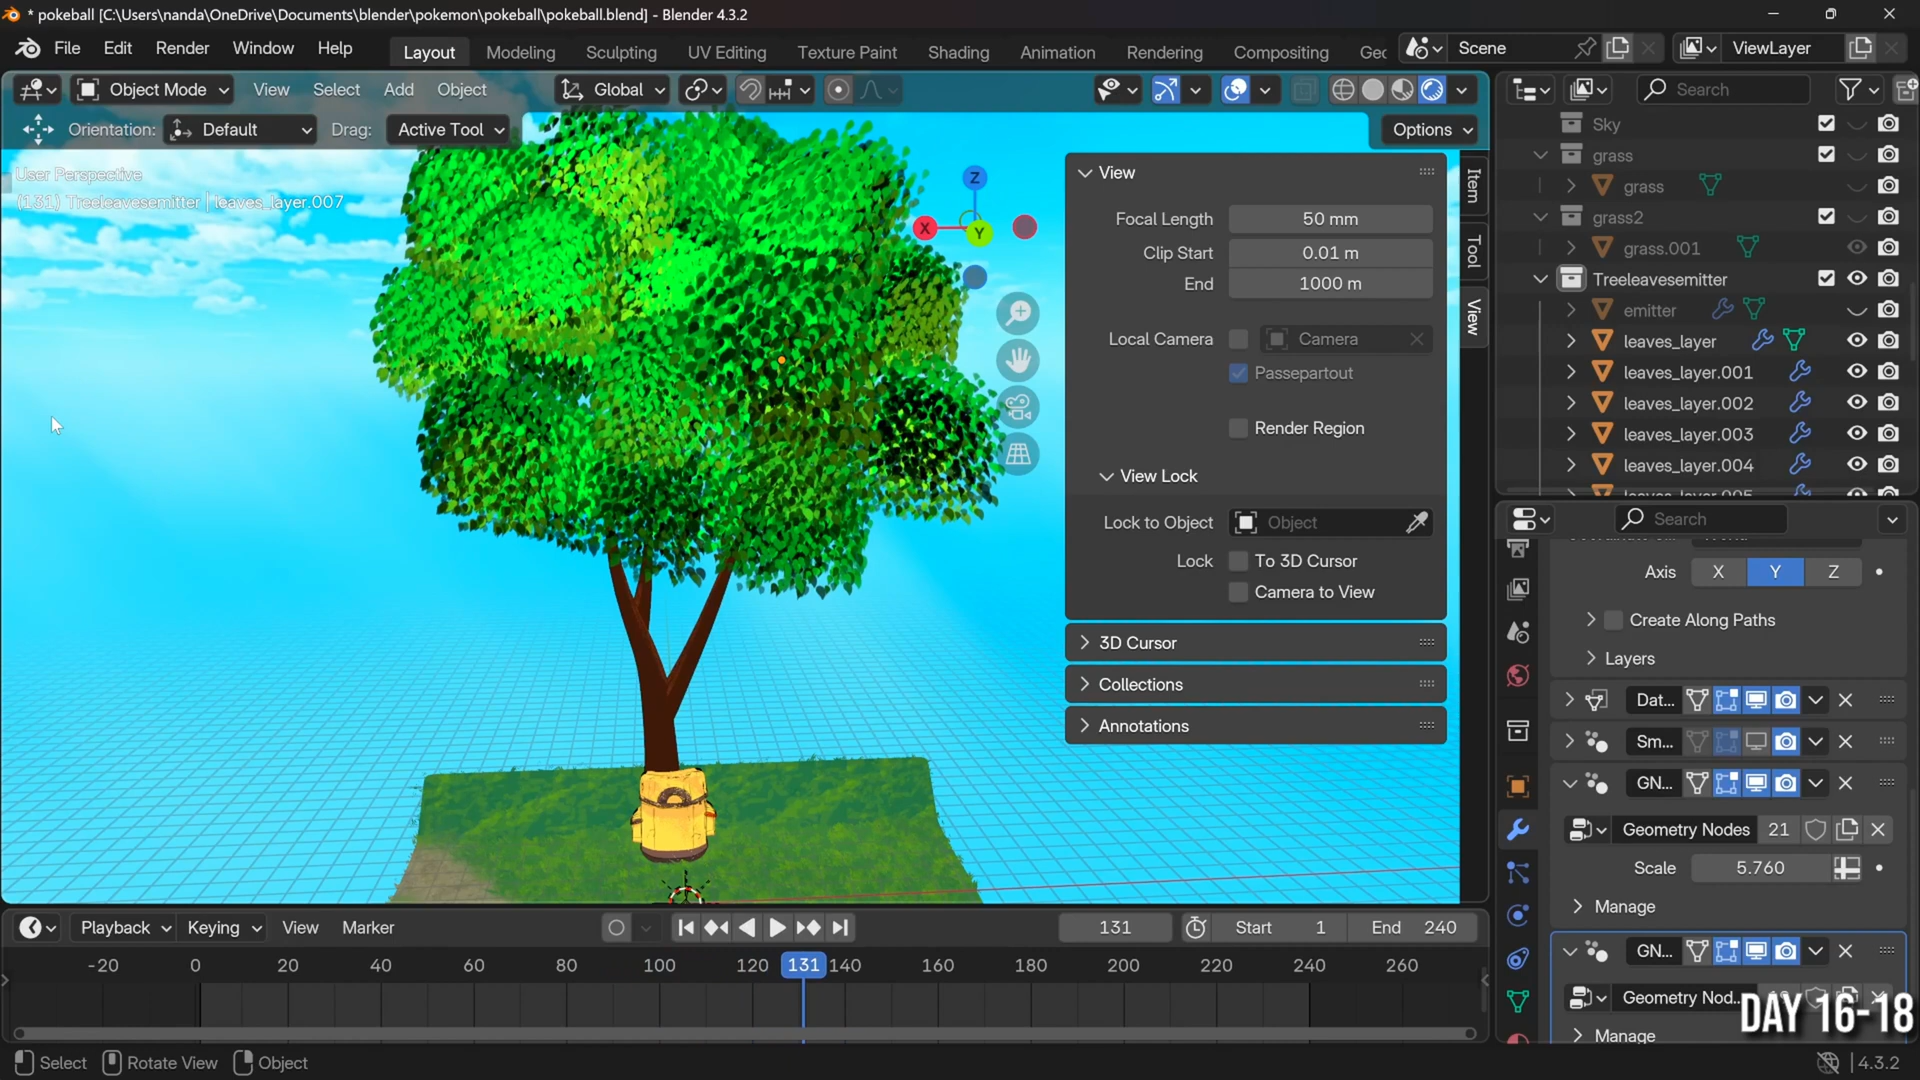 * pokeball [C:\Users\nanda\OneDrive\Documents\blender\pokemon\pokeball\pokeball.blend] - Blender 4.3.2
File Edit Render Window Help Layout Modeling Sculpting UV Editing Texture Paint Shading Animation Rendering Compositing Geo Scene ViewLayer
Object Mode View Select Add Object Global
Search
Orientation: Default Drag: Active Tool Options
Sky
User Perspective
(131) Treeleavesemitter | leaves_layer.007
grass
grass
grass2
grass.001
Treeleavesemitter
emitter
leaves_layer
leaves_layer.001
leaves_layer.002
leaves_layer.003
leaves_layer.004
Z
X
Y
View
Focal Length 50 mm
Clip Start 0.01 m
End 1000 m
Local Camera Camera
Passepartout
Render Region
View Lock
Lock to Object Object
Lock To 3D Cursor
Camera to View
3D Cursor
Collections
Annotations
Item
Tool
View
Search
Axis X Y Z
Create Along Paths
Layers
Dat...
Sm...
GN...
Geometry Nodes 21
Scale 5.760
Manage
GN...
Geometry Nod...
Manage
DAY 16-18
Playback Keying View Marker 131 Start 1 End 240
-20 0 20 40 60 80 100 120 131 140 160 180 200 220 240 260
Select Rotate View Object 4.3.2